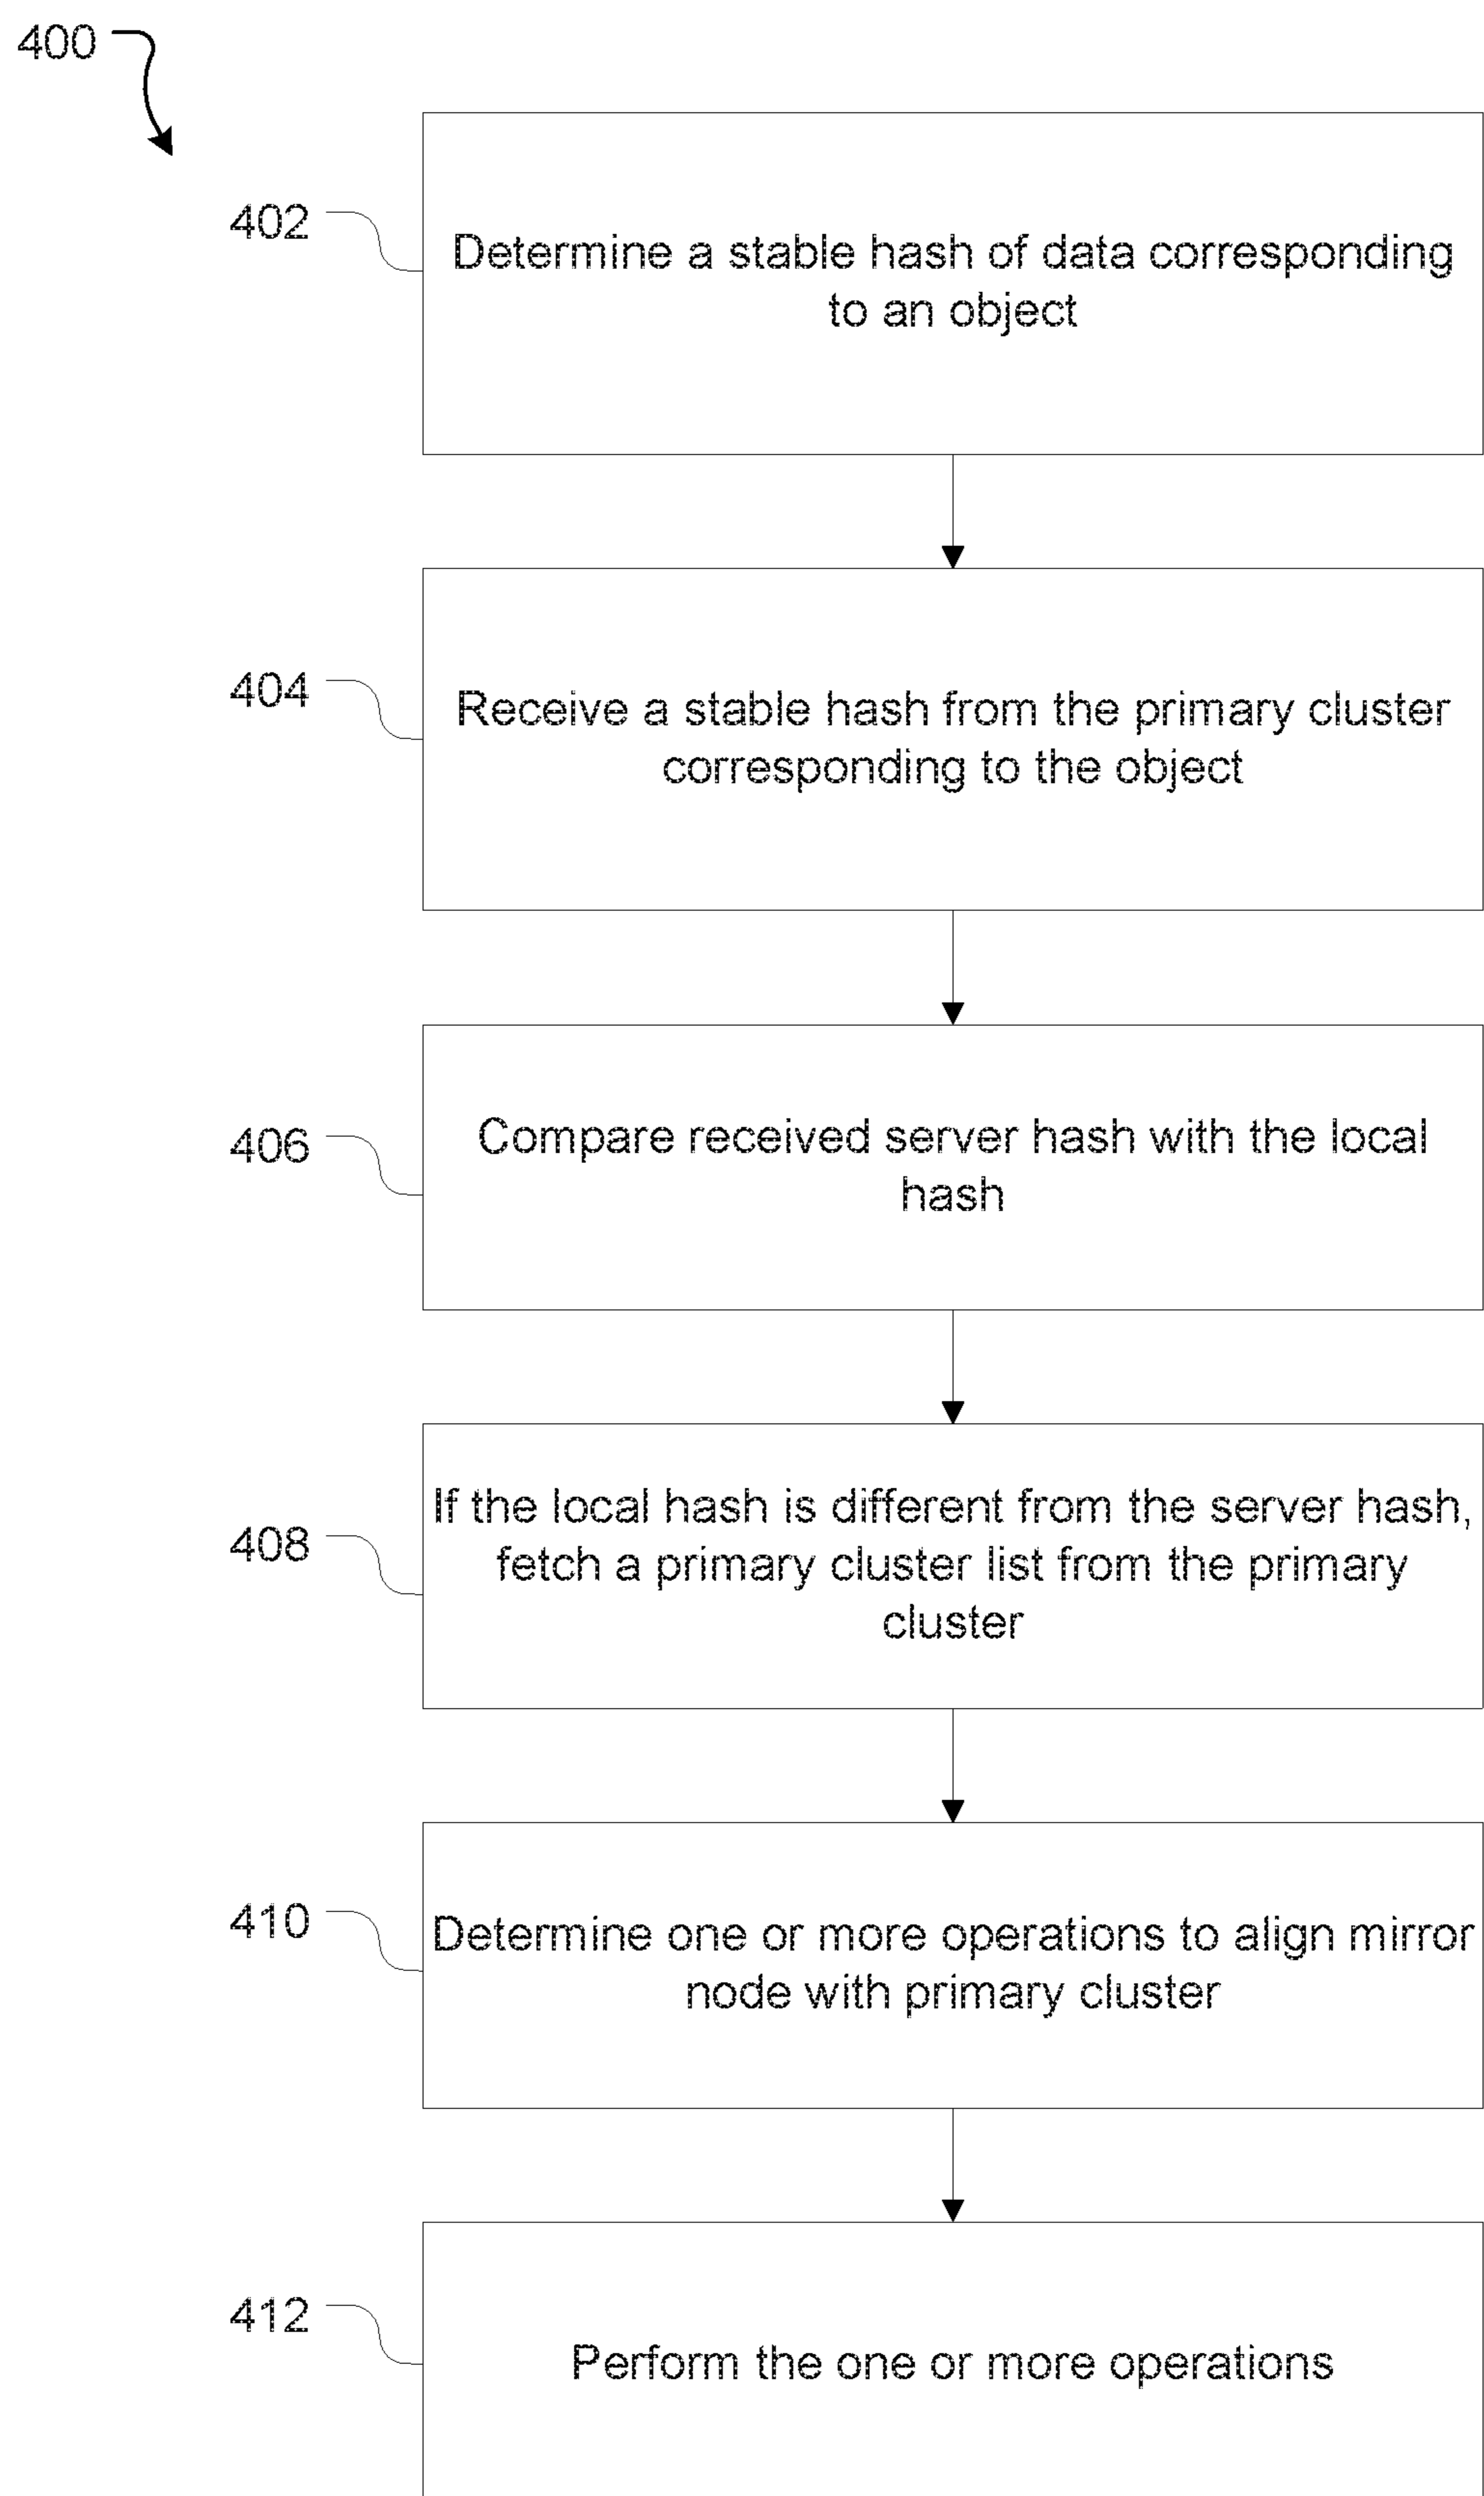 400
402
Determine a stable hash of data corresponding
to an object
404
Receive a stable hash from the primary cluster
corresponding to the object
406
Compare received server hash with the local
hash
408
If the local hash is different from the server hash,
fetch a primary cluster list from the primary
cluster
410
Determine one or more operations to align mirror
node with primary cluster
412
Perform the one or more operations